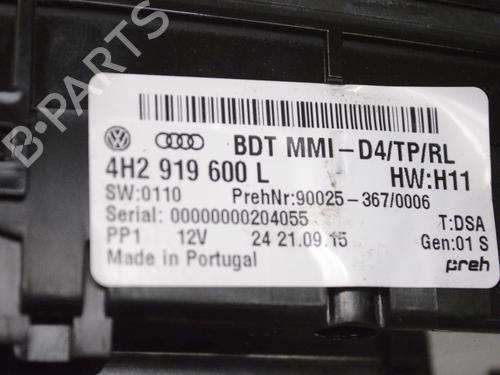 B-PARTS
BDT MMI-D4/TP/RL
4H2 919 600 L HW:H11
SW:0110 PrehNr:90025-367/0006
Serial: 00000000204055 T:DSA
PP1 12V 24 21.09.15 Gen:01 S
Made in Portugal preh